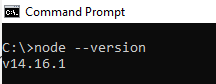 Command Prompt
C:\>node --version
v14.16.1